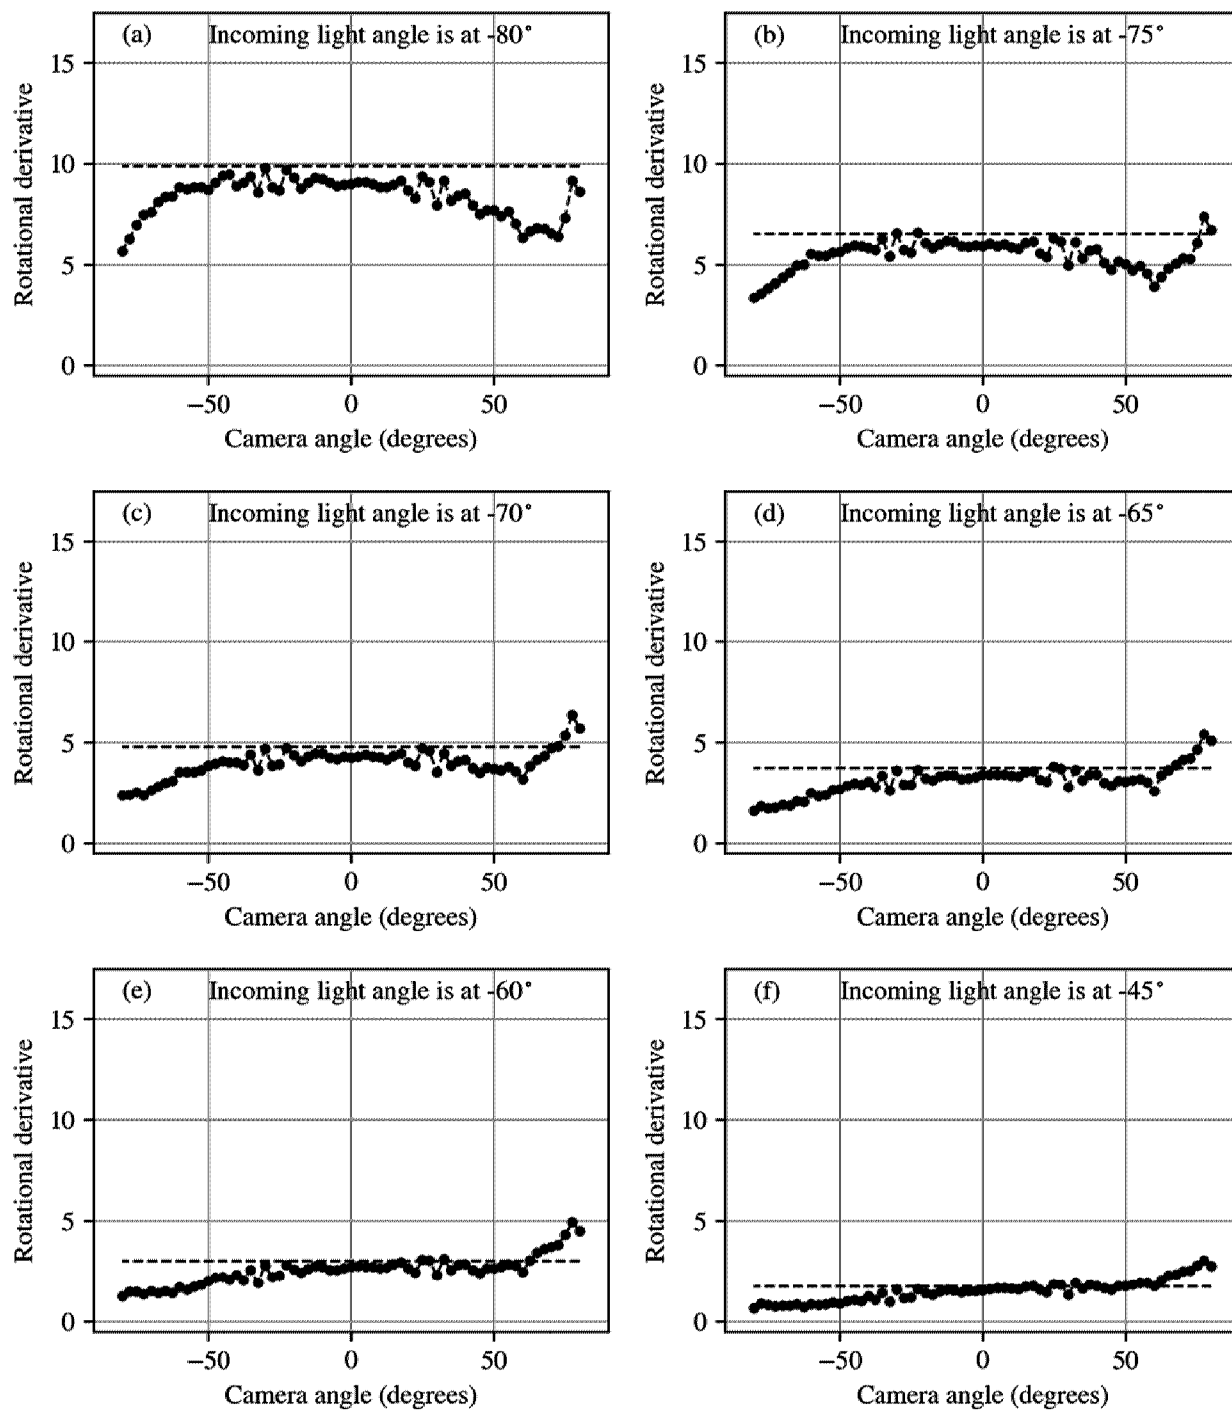 (a) Incoming light angle is at -80°
15
10
5
0
Rotational derivative
−50 0 50
Camera angle (degrees)
(b) Incoming light angle is at -75°
15
10
5
0
Rotational derivative
−50 0 50
Camera angle (degrees)
(c) Incoming light angle is at -70°
15
10
5
0
Rotational derivative
−50 0 50
Camera angle (degrees)
(d) Incoming light angle is at -65°
15
10
5
0
Rotational derivative
−50 0 50
Camera angle (degrees)
(e) Incoming light angle is at -60°
15
10
5
0
Rotational derivative
−50 0 50
Camera angle (degrees)
(f) Incoming light angle is at -45°
15
10
5
0
Rotational derivative
−50 0 50
Camera angle (degrees)